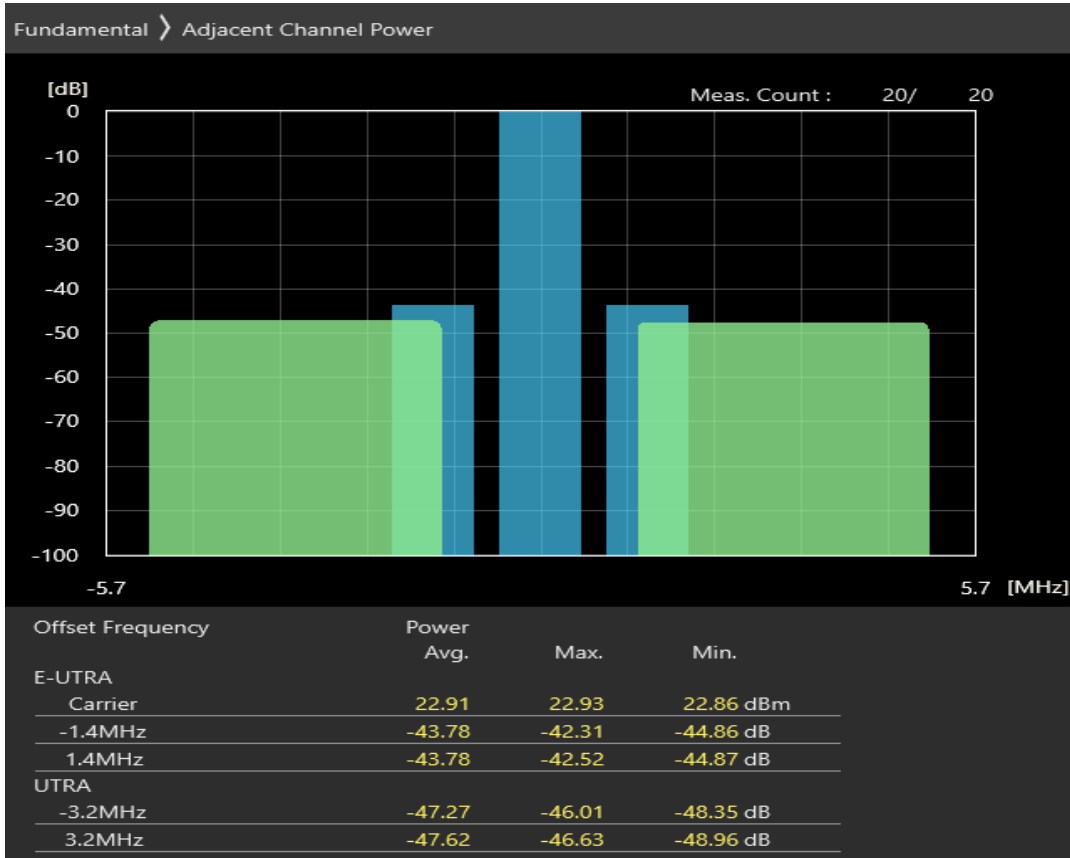 Fundamental 〉 Adjacent Channel Power
[dB]
Meas. Count : 20/ 20
0
-10
-20
-30
-40
-50
-60
-70
-80
-90
-100
-5.7 5.7 [MHz]
Offset Frequency Power
Avg. Max. Min.
E-UTRA
Carrier 22.91 22.93 22.86 dBm
-1.4MHz -43.78 -42.31 -44.86 dB
1.4MHz -43.78 -42.52 -44.87 dB
UTRA
-3.2MHz -47.27 -46.01 -48.35 dB
3.2MHz -47.62 -46.63 -48.96 dB